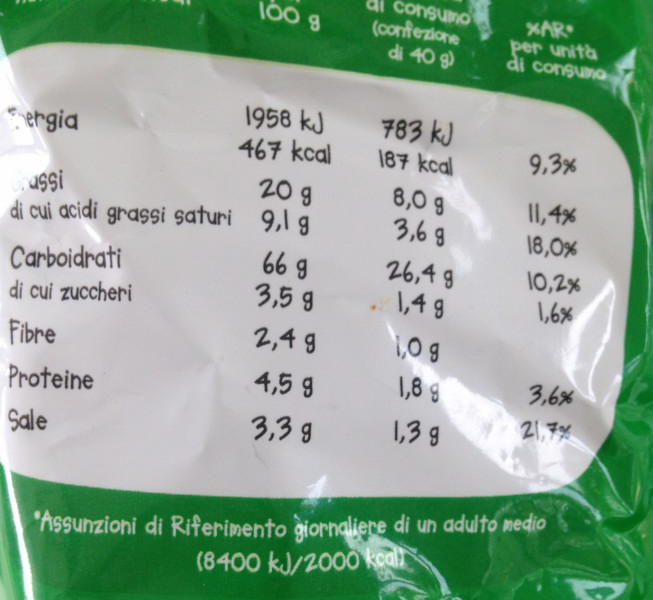 100 g
di consumo
(confezione
di 40 g)
%AR*
per unità
di consumo
Energia 1958 kJ 783 kJ
467 kcal 187 kcal 9,3%
Grassi 20 g 8,0 g 11,4%
di cui acidi grassi saturi 9,1 g 3,6 g 18,0%
Carboidrati 66 g 26,4 g 10,2%
di cui zuccheri 3,5 g 1,4 g 1,6%
Fibre 2,4 g 1,0 g
Proteine 4,5 g 1,8 g 3,6%
Sale 3,3 g 1,3 g 21,7%
*Assunzioni di Riferimento giornaliere di un adulto medio
(8400 kJ/2000 kcal)